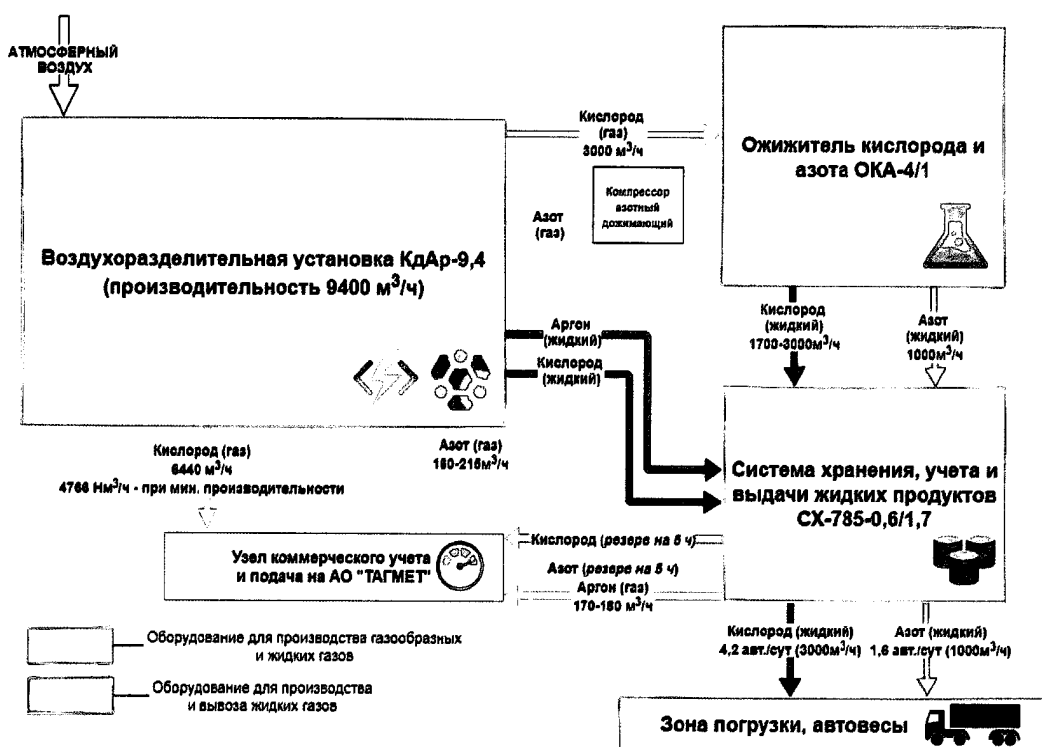 АТМОСФЕРНЫЙ
ВОЗДУХ
Кислород
(газ)
3000 м³/ч
Ожижитель кислорода и
азота ОКА-4/1
Компрессор
азотный
дожимающий
Азот
(газ)
Воздухоразделительная установка КдАр-9,4
(производительность 9400 м³/ч)
Аргон
(жидкий)
Кислород
(жидкий)
Кислород
(жидкий)
1700-3000м³/ч
Азот
(жидкий)
1000м³/ч
Кислород (газ)
6440 м³/ч
4766 Нм³/ч - при мин. производительности
Азот (газ)
160-215м³/ч
Система хранения, учета и
выдачи жидких продуктов
СХ-785-0,6/1,7
Узел коммерческого учета
и подача на АО "ТАГМЕТ"
Кислород (резерв на 5 ч)
Азот (резерв на 5 ч)
Аргон (газ)
170-180 м³/ч
Кислород (жидкий)
4,2 авт./сут (3000м³/ч)
Азот (жидкий)
1,6 авт./сут (1000м³/ч)
Оборудование для производства газообразных
и жидких газов
Оборудование для производства
и вывоза жидких газов
Зона погрузки, автовесы